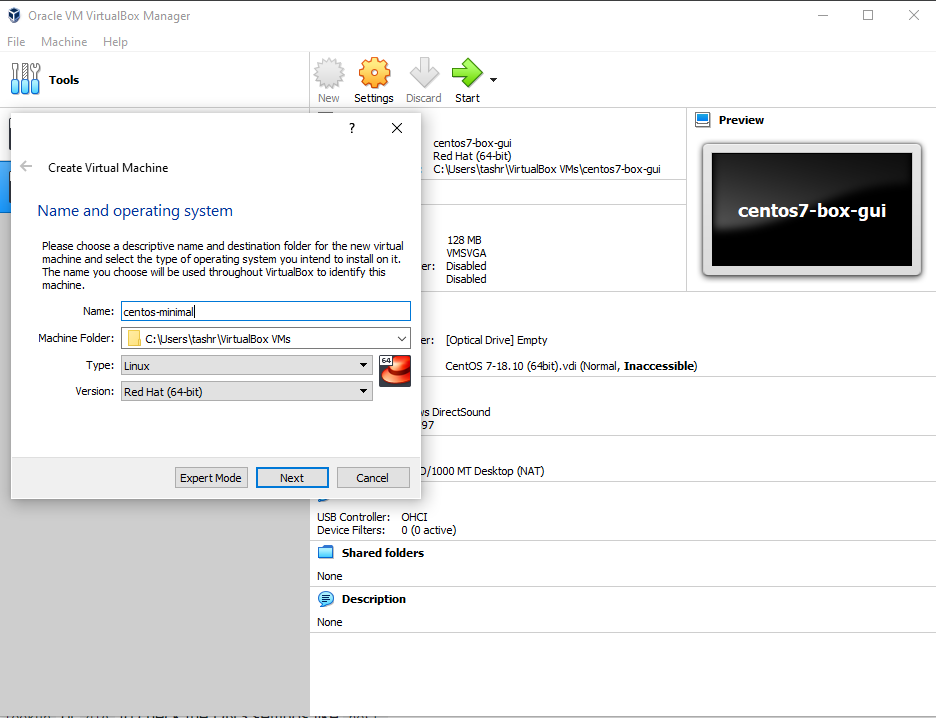 Oracle VM VirtualBox Manager
File Machine Help
Tools
New Settings Discard Start
?
Create Virtual Machine
Name and operating system
Please choose a descriptive name and destination folder for the new virtual
machine and select the type of operating system you intend to install on it.
The name you choose will be used throughout VirtualBox to identify this
machine.
Name: centos-minimal
Machine Folder: C:\Users\tashr\VirtualBox VMs
Type: Linux
64
Version: Red Hat (64-bit)
Expert Mode Next Cancel
centos7-box-gui
Red Hat (64-bit)
C:\Users\tashr\VirtualBox VMs\centos7-box-gui
Preview
centos7-box-gui
128 MB
VMSVGA
er: Disabled
Disabled
er: [Optical Drive] Empty
CentOS 7-18.10 (64bit).vdi (Normal, Inaccessible)
ws DirectSound
97
0/1000 MT Desktop (NAT)
USB Controller: OHCI
Device Filters: 0 (0 active)
Shared folders
None
Description
None